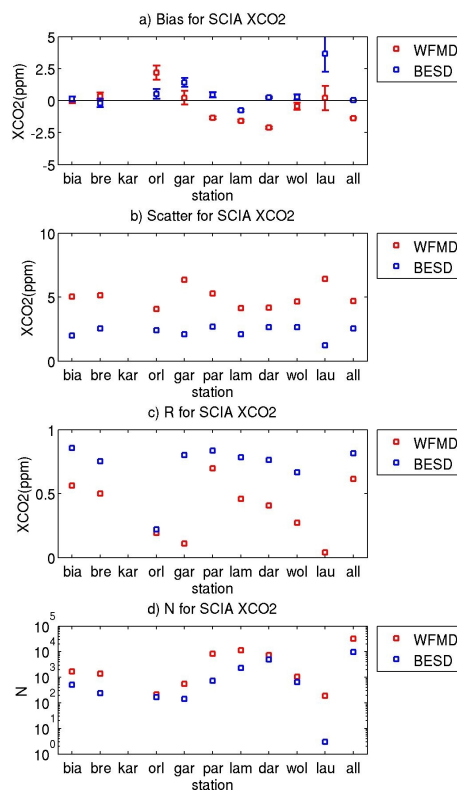 a) Bias for SCIA XCO2
XCO2(ppm)
5
2.5
0
-2.5
-5
bia bre kar orl gar par lam dar wol lau all
station
WFMD
BESD
b) Scatter for SCIA XCO2
XCO2(ppm)
10
5
0
bia bre kar orl gar par lam dar wol lau all
station
WFMD
BESD
c) R for SCIA XCO2
XCO2(ppm)
1
0.5
0
bia bre kar orl gar par lam dar wol lau all
station
WFMD
BESD
d) N for SCIA XCO2
N
10^5
10^4
10^3
10^2
10^1
10^0
bia bre kar orl gar par lam dar wol lau all
station
WFMD
BESD